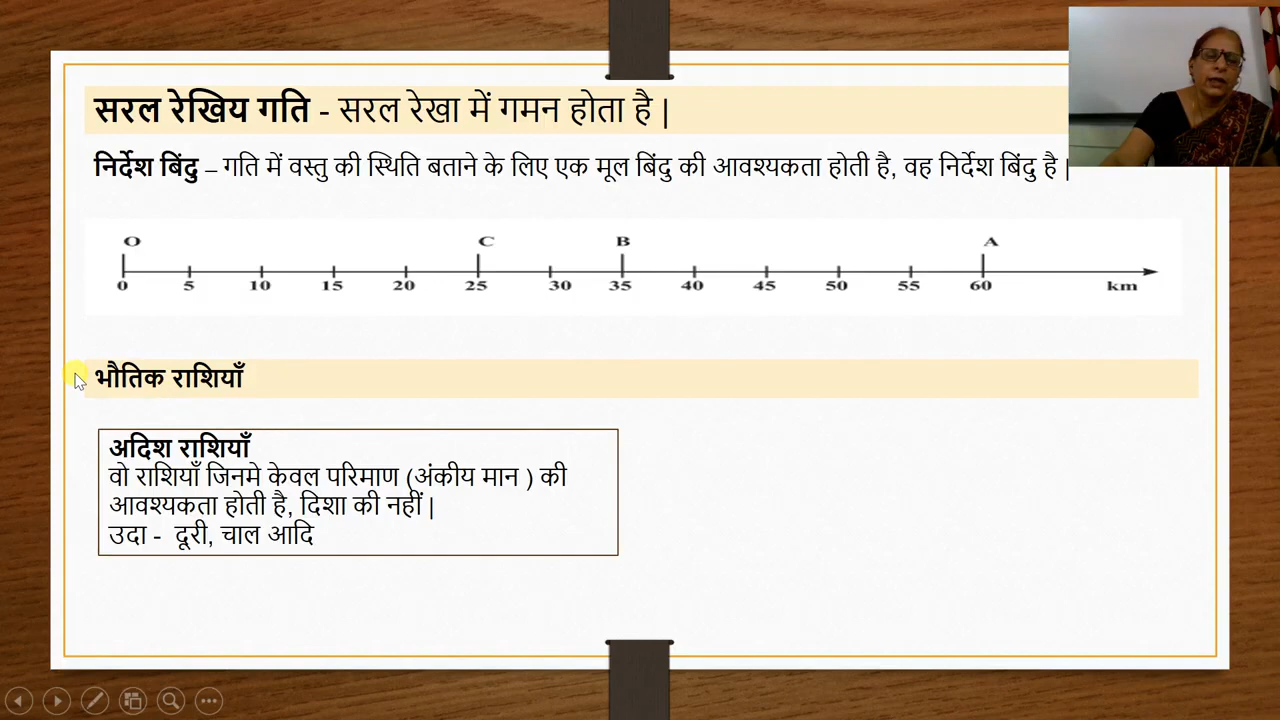 सरल रेखिय गति - सरल रेखा में गमन होता है |
निर्देश बिंदु – गति में वस्तु की स्थिति बताने के लिए एक मूल बिंदु की आवश्यकता होती है, वह निर्देश बिंदु है |
O C B A
0 5 10 15 20 25 30 35 40 45 50 55 60 km
भौतिक राशियाँ
अदिश राशियाँ
वो राशियाँ जिनमे केवल परिमाण (अंकीय मान ) की
आवश्यकता होती है, दिशा की नहीं |
उदा - दूरी, चाल आदि